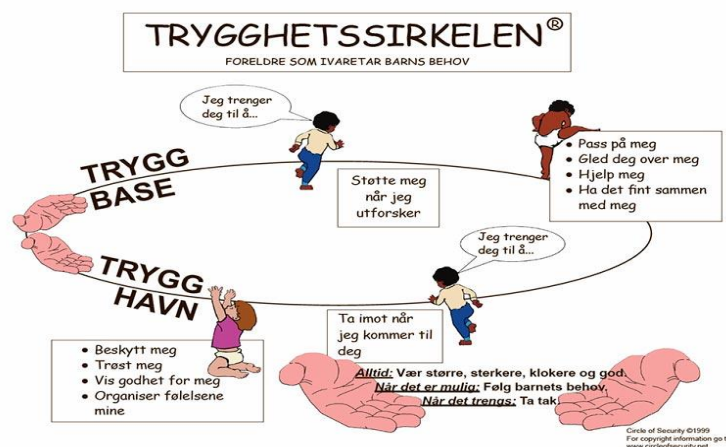 TRYGGHETSSIRKELEN®
FORELDRE SOM IVARETAR BARNS BEHOV
Jeg trenger
deg til å...
TRYGG
BASE
Støtte meg
når jeg
utforsker
• Pass på meg
• Gled deg over meg
• Hjelp meg
• Ha det fint sammen
med meg
Jeg trenger
deg til å...
TRYGG
HAVN
Ta imot når
jeg kommer til
deg
• Beskytt meg
• Trøst meg
• Vis godhet for meg
• Organiser følelsene
mine
Alltid: Vær større, sterkere, klokere og god.
Når det er mulig: Følg barnets behov.
Når det trengs: Ta tak.
Circle of Security ©1999
For copyright information go t
www.circleofsecurity.net